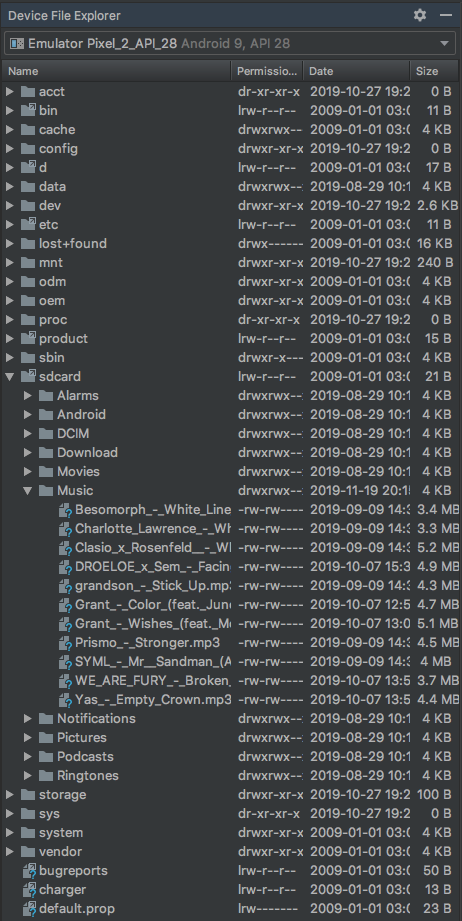 Device File Explorer
Emulator Pixel_2_API_28 Android 9, API 28
Name Permissio... Date Size
acct dr-xr-xr-x 2019-10-27 19:2 0 B
bin lrw-r--r-- 2009-01-01 03:0 11 B
cache drwxrwx-- 2009-01-01 03:0 4 KB
config drwxr-xr-x 2019-10-27 19:2 0 B
d lrw-r--r-- 2009-01-01 03:0 17 B
data drwxrwx-- 2019-08-29 10:1 4 KB
dev drwxr-xr-x 2019-10-27 19:2 2.6 KB
etc lrw-r--r-- 2009-01-01 03:0 11 B
lost+found drwx------ 2009-01-01 03:0 16 KB
mnt drwxr-xr-x 2019-10-27 19:2 240 B
odm drwxr-xr-x 2009-01-01 03:0 4 KB
oem drwxr-xr-x 2009-01-01 03:0 4 KB
proc dr-xr-xr-x 2019-10-27 19:2 0 B
product lrw-r--r-- 2009-01-01 03:0 15 B
sbin drwxr-x--- 2009-01-01 03:0 4 KB
sdcard lrw-r--r-- 2009-01-01 03:0 21 B
Alarms drwxrwx-- 2019-08-29 10:1 4 KB
Android drwxrwx-- 2019-08-29 10:1 4 KB
DCIM drwxrwx-- 2019-08-29 10:1 4 KB
Download drwxrwx-- 2019-08-29 10:1 4 KB
Movies drwxrwx-- 2019-08-29 10:1 4 KB
Music drwxrwx-- 2019-11-19 20:15 4 KB
Besomorph_-_White_Line -rw-rw---- 2019-09-09 14:3 3.4 MB
Charlotte_Lawrence_-_Wh -rw-rw---- 2019-09-09 14:3 3.3 MB
Clasio_x_Rosenfeld__-_W -rw-rw---- 2019-09-09 14:3 5.2 MB
DROELOE_x_Sem_-_Facin -rw-rw---- 2019-10-07 15:3 4.9 MB
grandson_-_Stick_Up.mp3 -rw-rw---- 2019-09-09 14:3 4.3 MB
Grant_-_Color_(feat._Jun -rw-rw---- 2019-10-07 12:5 4.7 MB
Grant_-_Wishes_(feat._M -rw-rw---- 2019-10-07 13:0 5.1 MB
Prismo_-_Stronger.mp3 -rw-rw---- 2019-09-09 14:3 4.5 MB
SYML_-_Mr__Sandman_(A -rw-rw---- 2019-09-09 14:3 4 MB
WE_ARE_FURY_-_Broken_ -rw-rw---- 2019-10-07 13:5 3.7 MB
Yas_-_Empty_Crown.mp3 -rw-rw---- 2019-10-07 13:5 4.4 MB
Notifications drwxrwx-- 2019-08-29 10:1 4 KB
Pictures drwxrwx-- 2019-08-29 10:1 4 KB
Podcasts drwxrwx-- 2019-08-29 10:1 4 KB
Ringtones drwxrwx-- 2019-08-29 10:1 4 KB
storage drwxr-xr-x 2019-10-27 19:2 100 B
sys dr-xr-xr-x 2019-10-27 19:2 0 B
system drwxr-xr-x 2009-01-01 03:0 4 KB
vendor drwxr-xr-x 2009-01-01 03:0 4 KB
bugreports lrw-r--r-- 2009-01-01 03:0 50 B
charger lrw-r--r-- 2009-01-01 03:0 13 B
default.prop lrw------- 2009-01-01 03:0 23 B